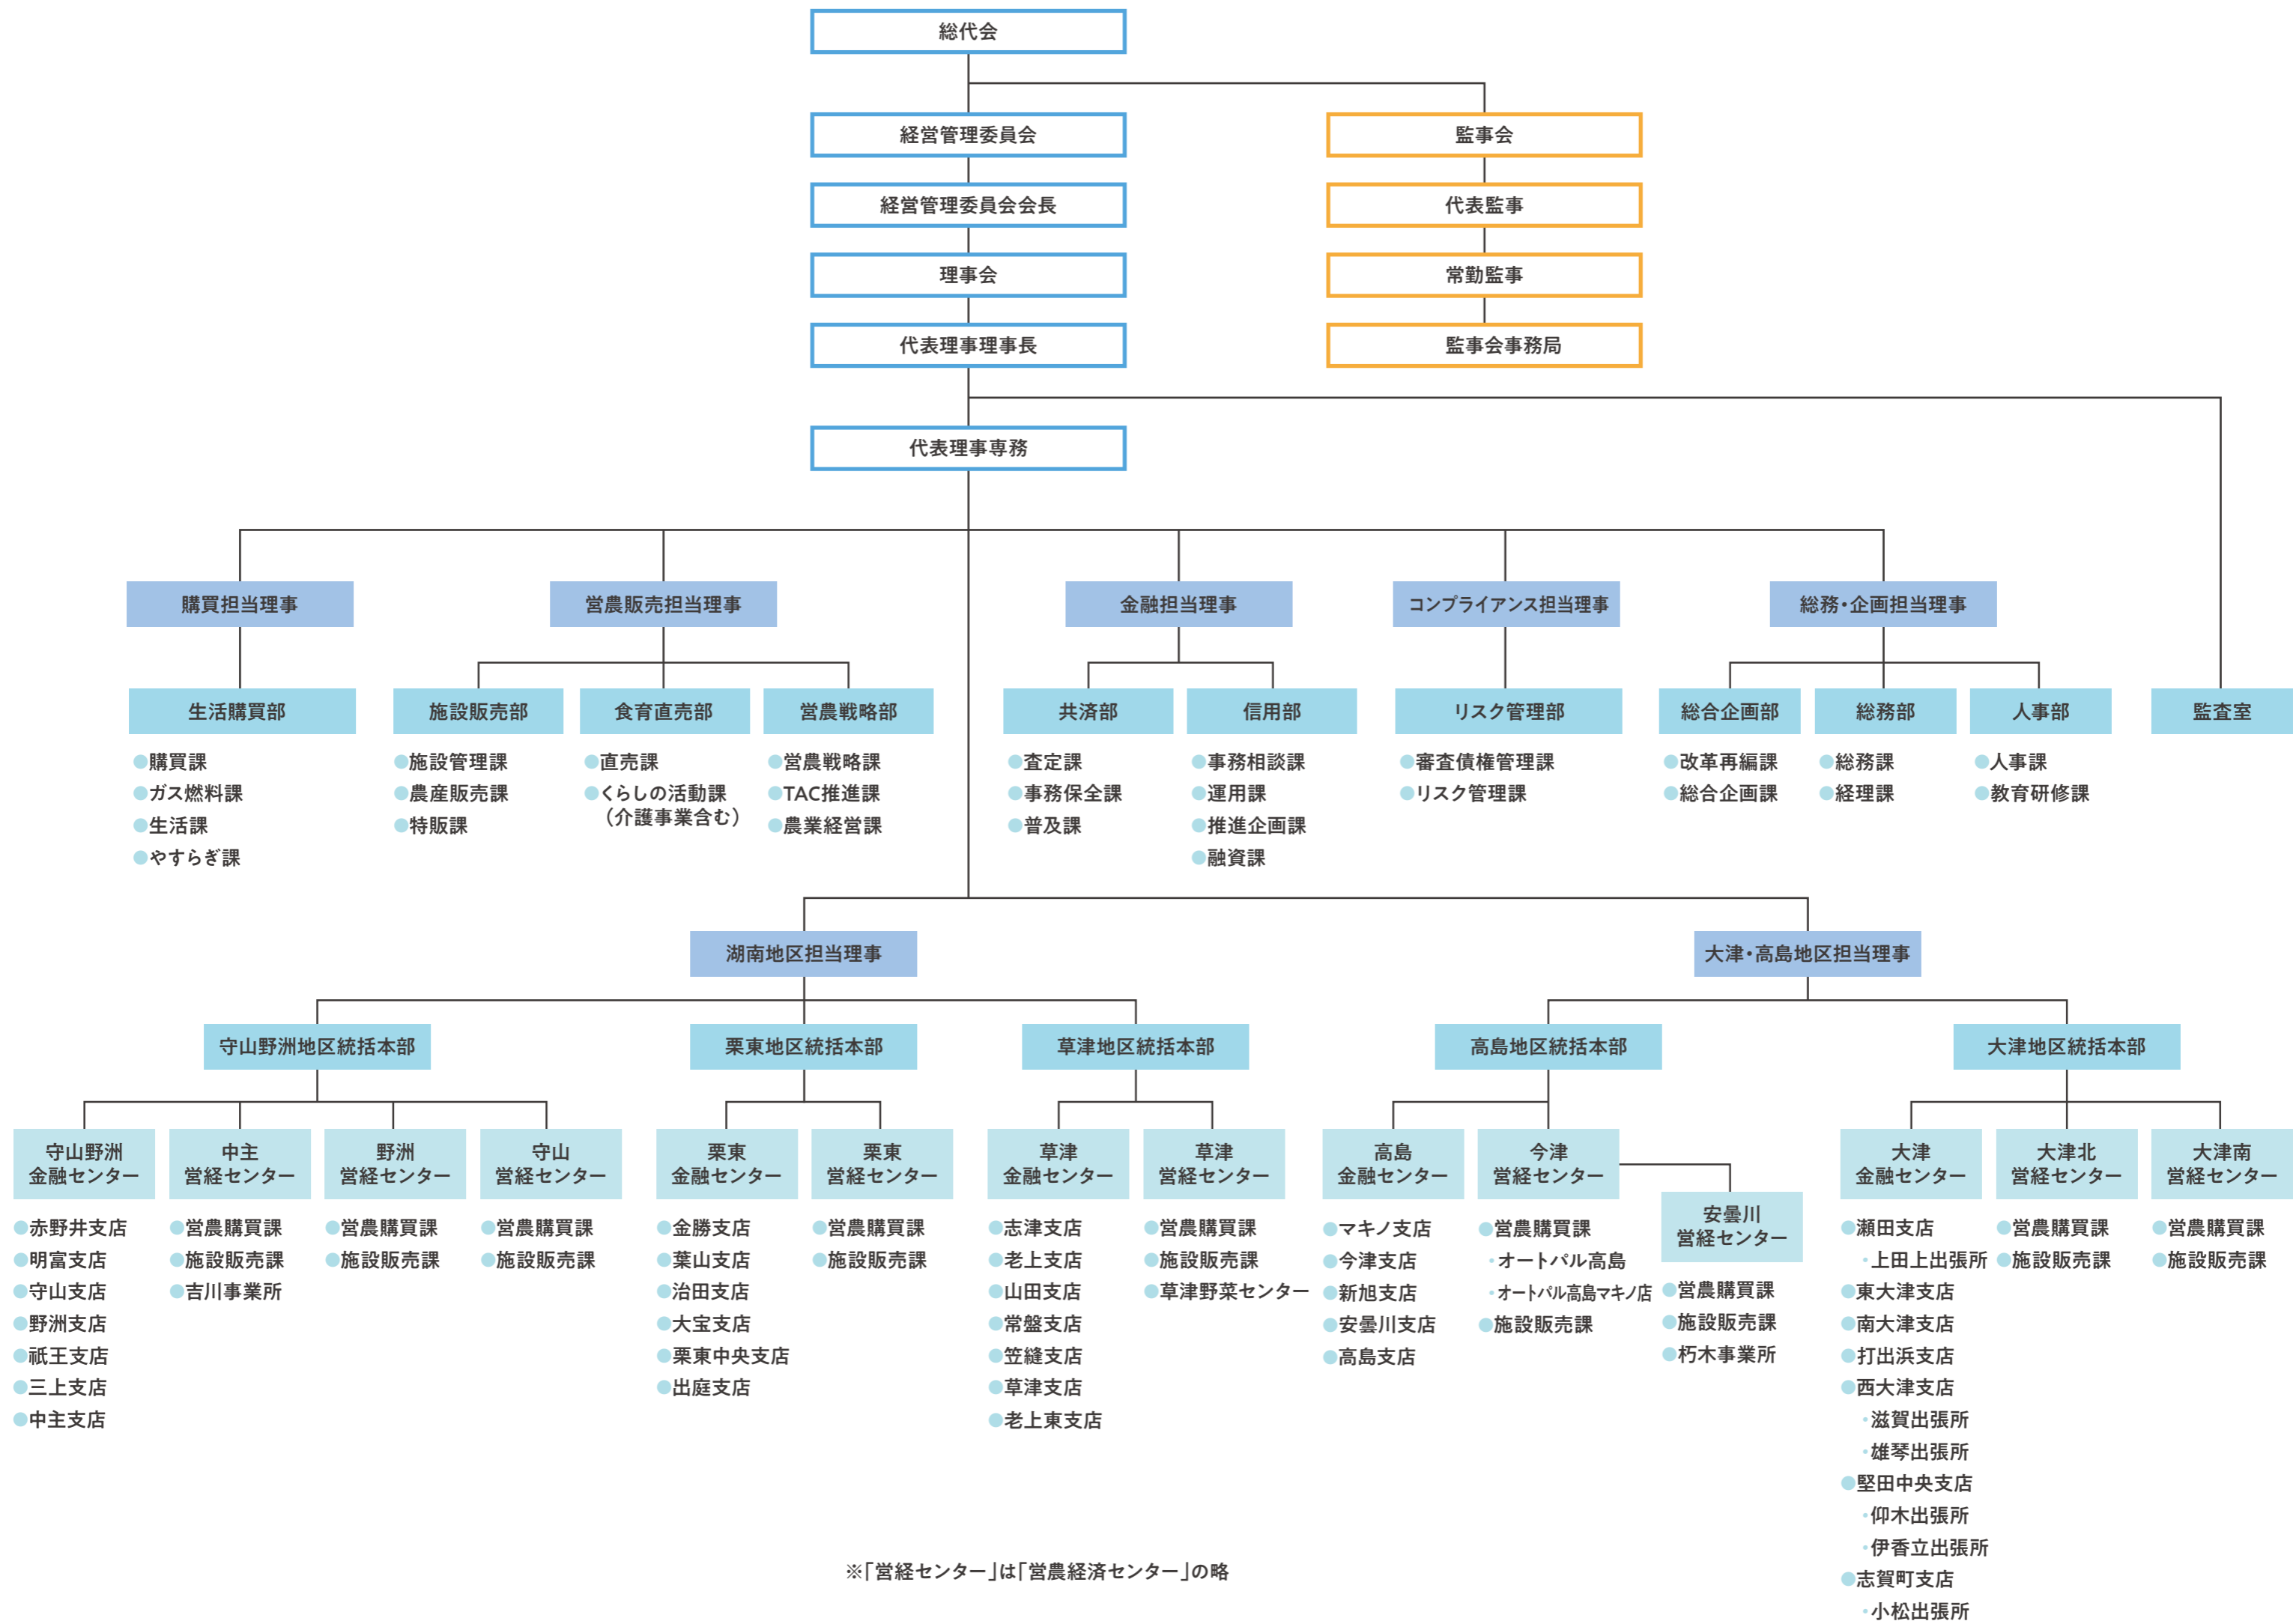 総代会
経営管理委員会
監事会
経営管理委員会会長
代表監事
理事会
常勤監事
代表理事理事長
監事会事務局
代表理事専務
購買担当理事
営農販売担当理事
金融担当理事
コンプライアンス担当理事
総務・企画担当理事
生活購買部
●購買課
●ガス燃料課
●生活課
●やすらぎ課
施設販売部
●施設管理課
●農産販売課
●特販課
食育直売部
●直売課
●くらしの活動課
（介護事業含む）
営農戦略部
●営農戦略課
●TAC推進課
●農業経営課
共済部
●査定課
●事務保全課
●普及課
信用部
●事務相談課
●運用課
●推進企画課
●融資課
リスク管理部
●審査債権管理課
●リスク管理課
総合企画部
●改革再編課
●総合企画課
総務部
●総務課
●経理課
人事部
●人事課
●教育研修課
監査室
湖南地区担当理事
大津・高島地区担当理事
守山野洲地区統括本部
栗東地区統括本部
草津地区統括本部
高島地区統括本部
大津地区統括本部
守山野洲
金融センター
●赤野井支店
●明富支店
●守山支店
●野洲支店
●祇王支店
●三上支店
●中主支店
中主
営経センター
●営農購買課
●施設販売課
●吉川事業所
野洲
営経センター
●営農購買課
●施設販売課
守山
営経センター
●営農購買課
●施設販売課
栗東
金融センター
●金勝支店
●葉山支店
●治田支店
●大宝支店
●栗東中央支店
●出庭支店
栗東
営経センター
●営農購買課
●施設販売課
草津
金融センター
●志津支店
●老上支店
●山田支店
●常盤支店
●笠縫支店
●草津支店
●老上東支店
草津
営経センター
●営農購買課
●施設販売課
●草津野菜センター
高島
金融センター
●マキノ支店
●今津支店
●新旭支店
●安曇川支店
●高島支店
今津
営経センター
●営農購買課
・オートパル高島
・オートパル高島マキノ店
●施設販売課
安曇川
営経センター
●営農購買課
●施設販売課
●朽木事業所
大津
金融センター
●瀬田支店
・上田上出張所
●東大津支店
●南大津支店
●打出浜支店
●西大津支店
・滋賀出張所
・雄琴出張所
●堅田中央支店
・仰木出張所
・伊香立出張所
●志賀町支店
・小松出張所
大津北
営経センター
●営農購買課
●施設販売課
大津南
営経センター
●営農購買課
●施設販売課
※「営経センター」は「営農経済センター」の略